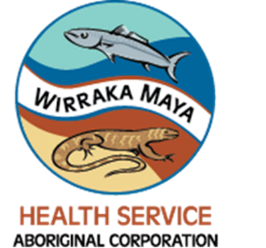 WIRRAKA MAYA
HEALTH SERVICE
ABORIGINAL CORPORATION